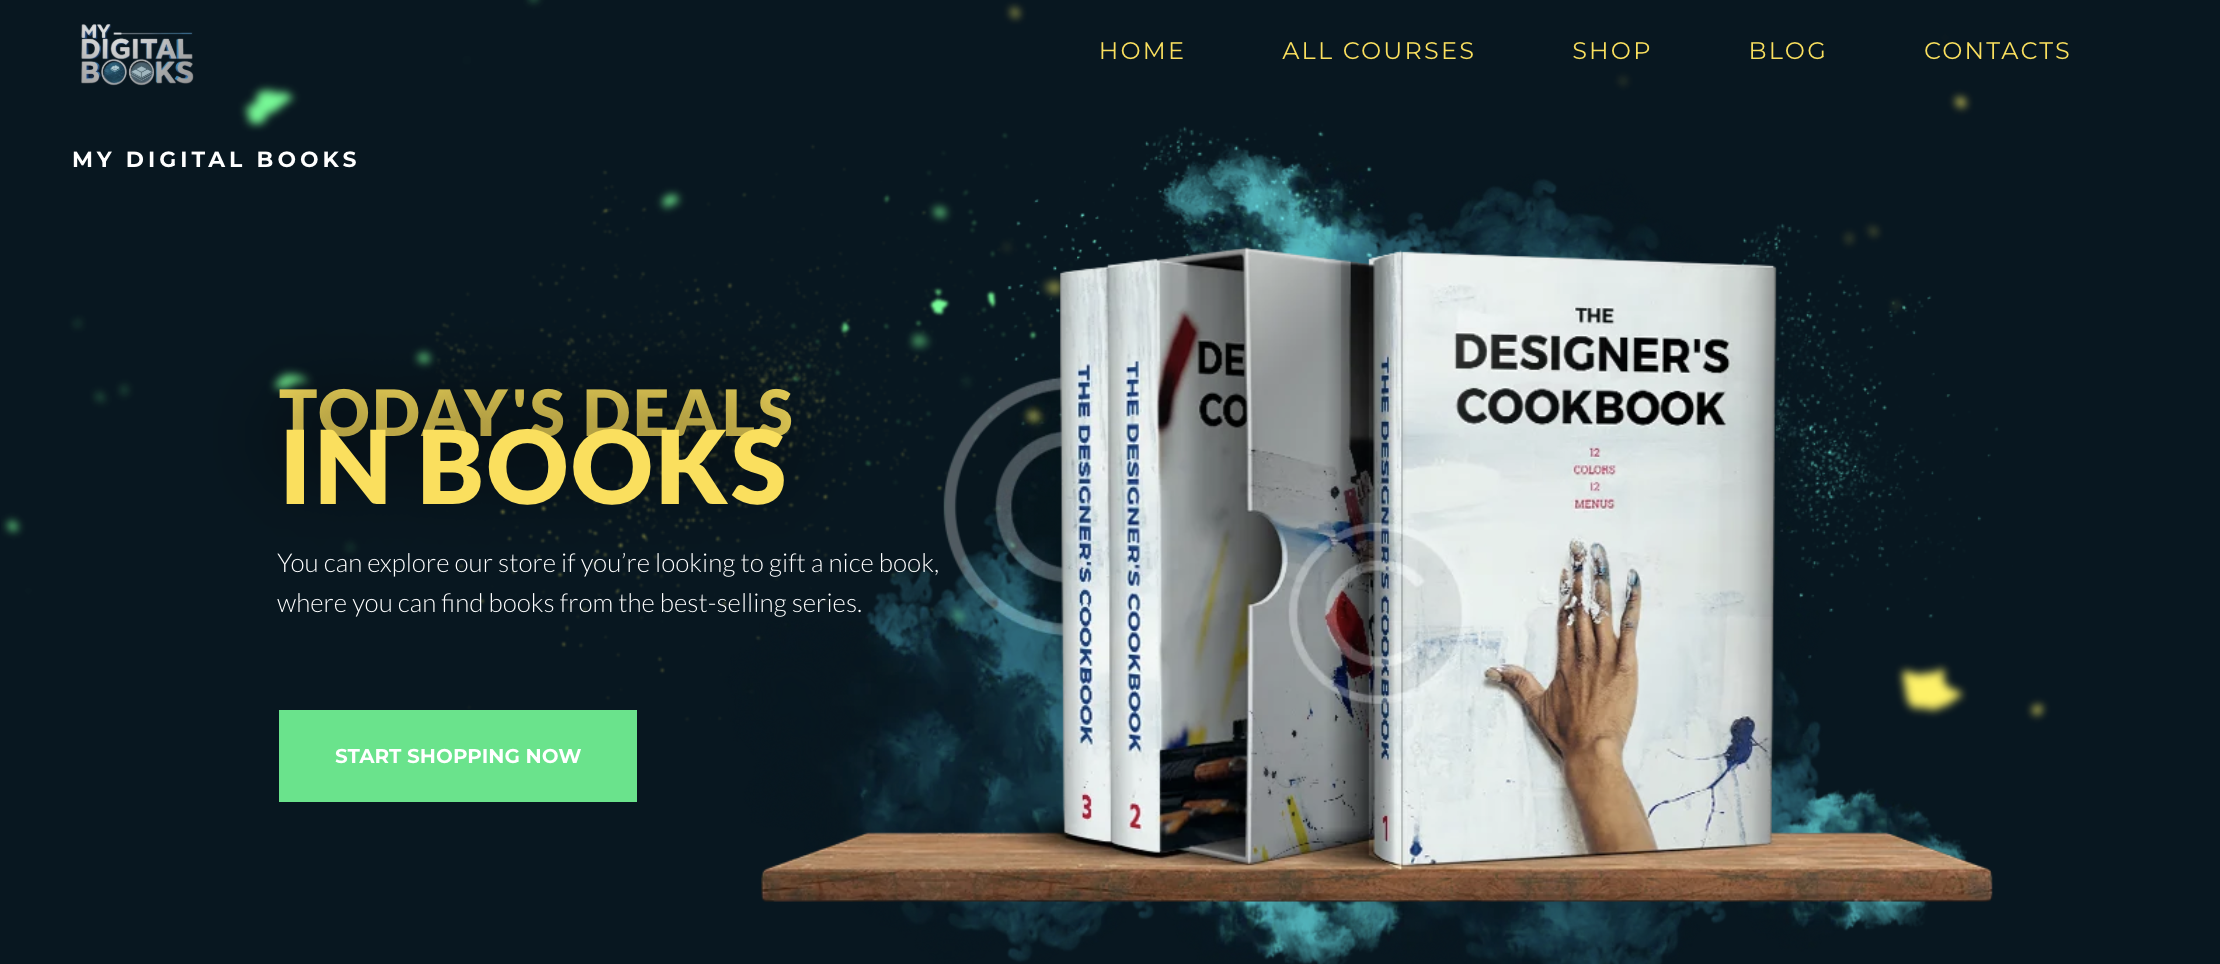 MY
DIGITAL
BOOKS
HOME
ALL COURSES
SHOP
BLOG
CONTACTS
MY DIGITAL BOOKS
TODAY'S DEALS
IN BOOKS
You can explore our store if you’re looking to gift a nice book,
where you can find books from the best-selling series.
START SHOPPING NOW
THE DESIGNER'S COOKBOOK
3
THE DESIGNER'S COOKBOOK
2
DE
CO
THE DESIGNER'S COOKBOOK
1
THE
DESIGNER'S
COOKBOOK
12
COLORS
12
MENUS
©
©